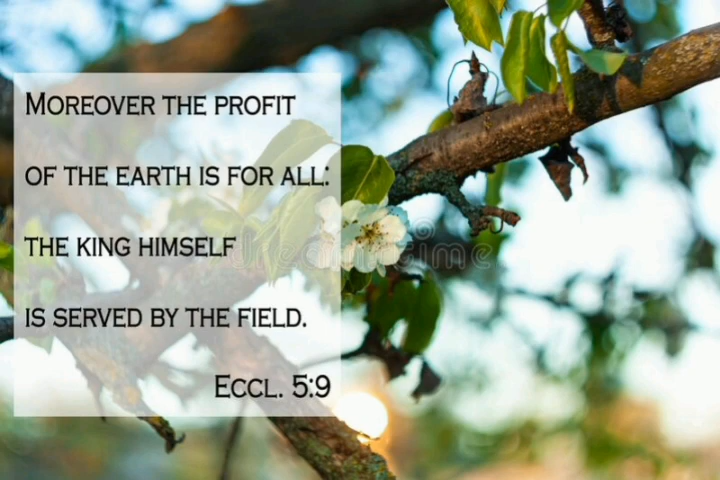 Moreover the profit
of the earth is for all:
the king himself
is served by the field.
Eccl. 5:9
dreamstime